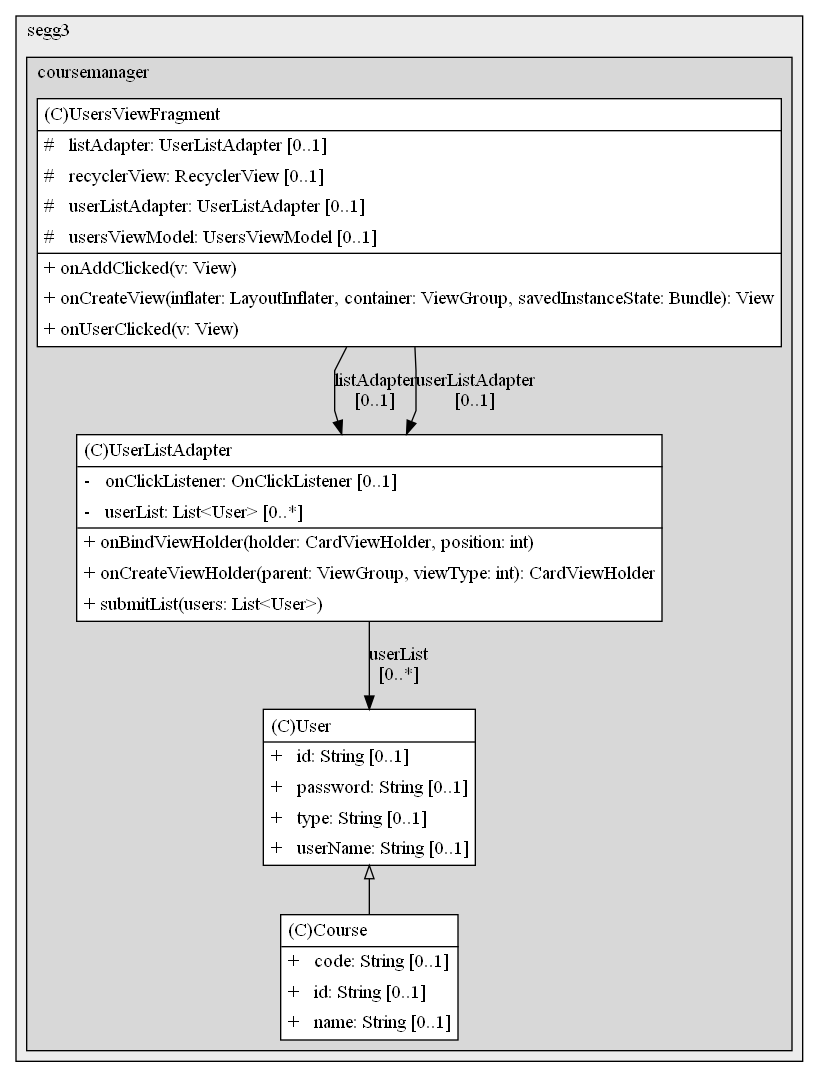 segg3
coursemanager
(C)UsersViewFragment
# listAdapter: UserListAdapter [0..1]
# recyclerView: RecyclerView [0..1]
# userListAdapter: UserListAdapter [0..1]
# usersViewModel: UsersViewModel [0..1]
+ onAddClicked(v: View)
+ onCreateView(inflater: LayoutInflater, container: ViewGroup, savedInstanceState: Bundle): View
+ onUserClicked(v: View)
listAdapter userListAdapter
[0..1] [0..1]
(C)UserListAdapter
- onClickListener: OnClickListener [0..1]
- userList: List<User> [0..*]
+ onBindViewHolder(holder: CardViewHolder, position: int)
+ onCreateViewHolder(parent: ViewGroup, viewType: int): CardViewHolder
+ submitList(users: List<User>)
userList
[0..*]
(C)User
+ id: String [0..1]
+ password: String [0..1]
+ type: String [0..1]
+ userName: String [0..1]
(C)Course
+ code: String [0..1]
+ id: String [0..1]
+ name: String [0..1]